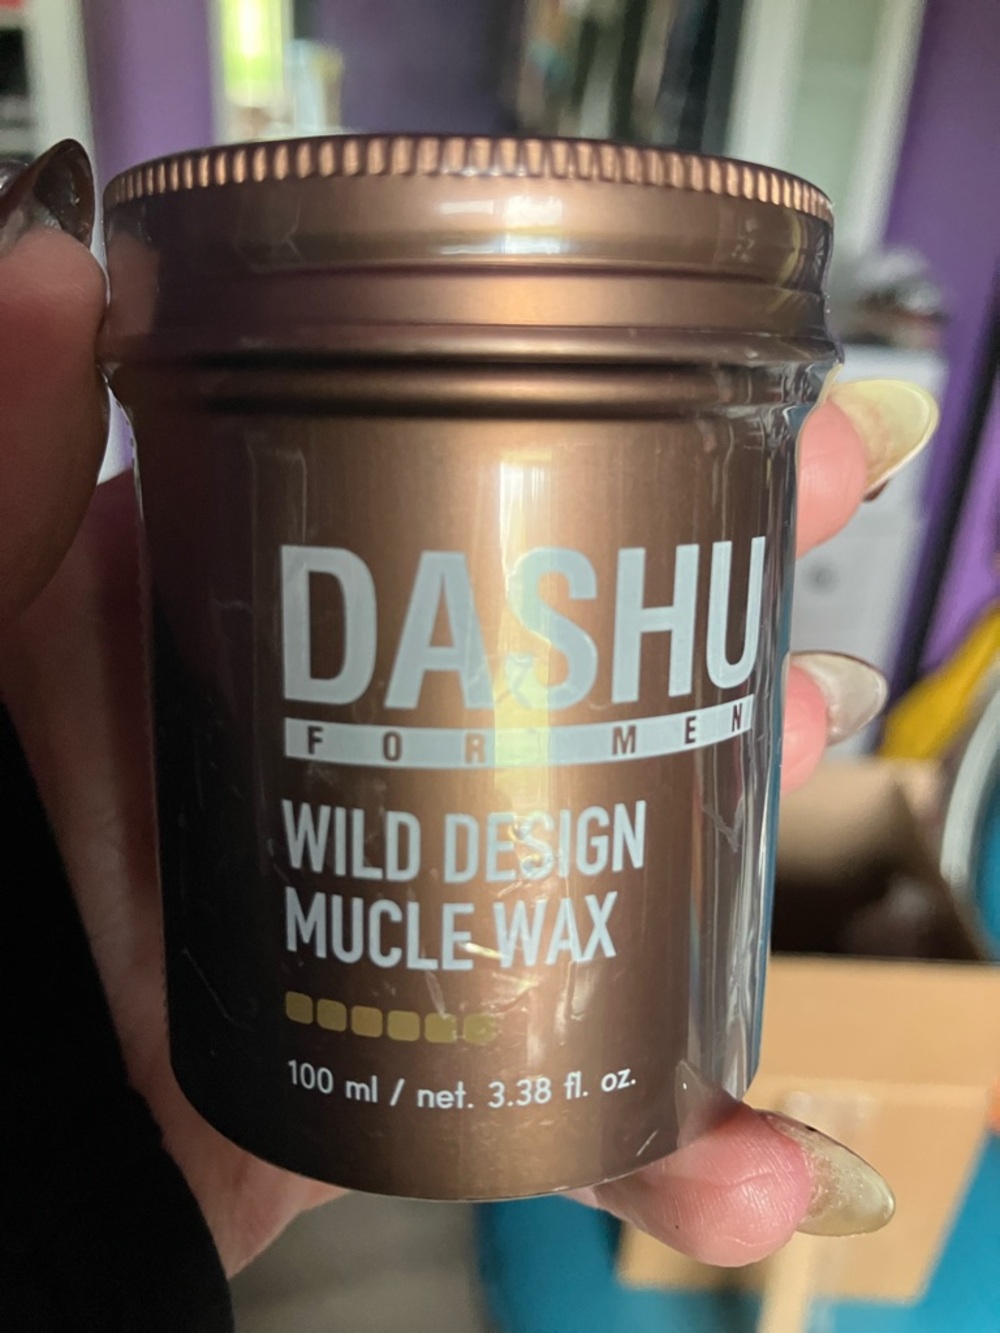 DASHU
FOR MEN
WILD DESIGN
MUCLE WAX
100 ml / net. 3.38 fl. oz.